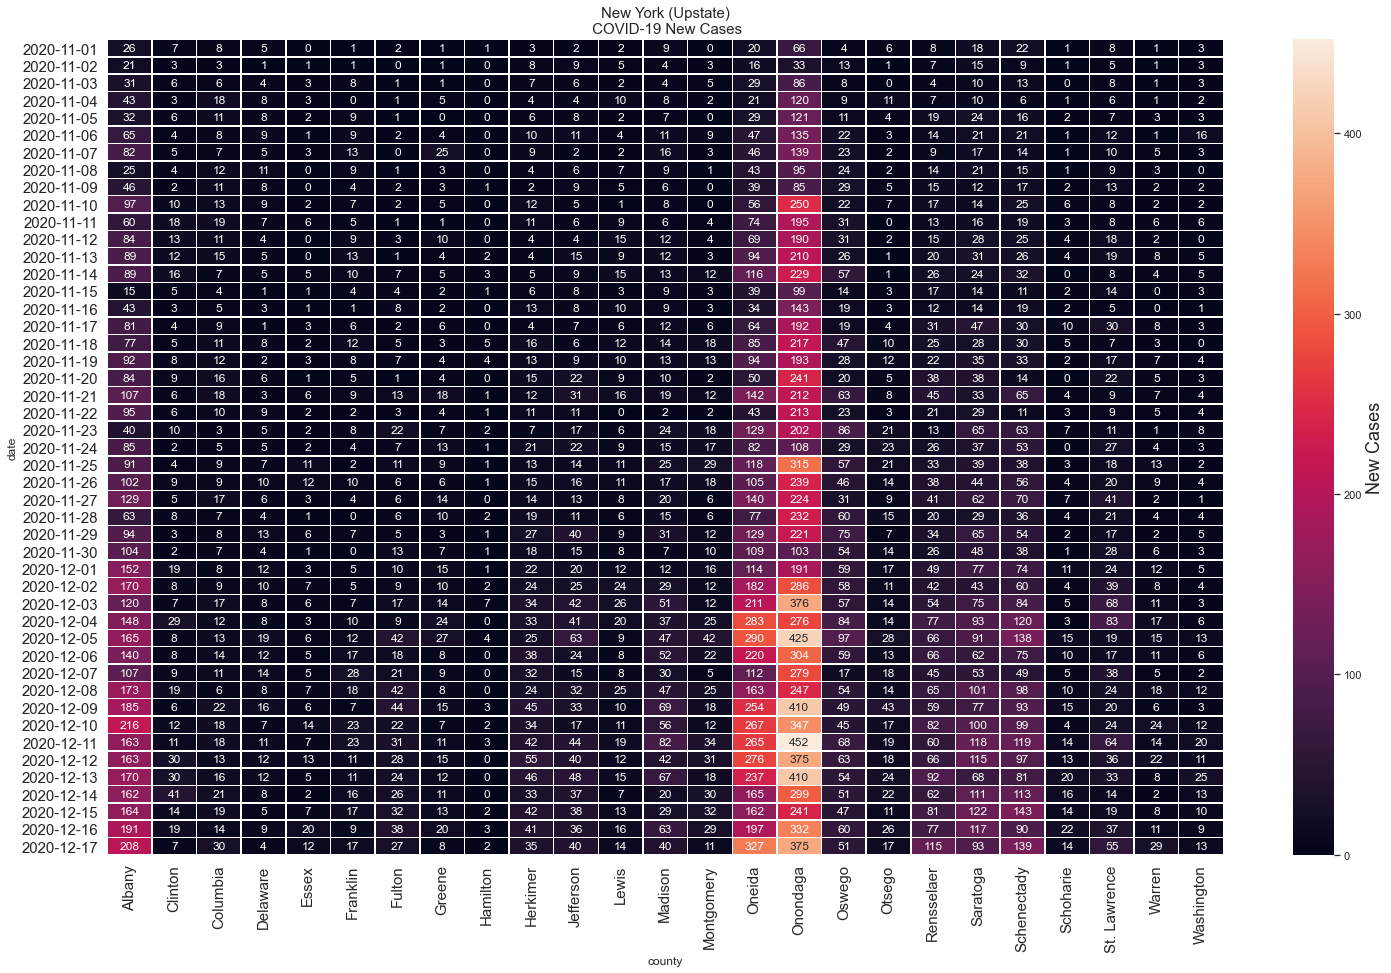 New York (Upstate)
COVID-19 New Cases
2020-11-01 26 7 8 5 0 1 2 1 1 3 2 2 9 0 20 66 4 6 8 18 22 1 8 1 3
2020-11-02 21 3 3 1 1 1 0 1 0 8 9 5 4 3 16 33 13 1 7 15 9 1 5 1 3
2020-11-03 31 6 6 4 3 8 1 1 0 7 6 2 4 5 29 86 8 0 4 10 13 0 8 1 3
2020-11-04 43 3 18 8 3 0 1 5 0 4 4 10 8 2 21 120 9 11 7 10 6 1 6 1 2
2020-11-05 32 6 11 8 2 9 1 0 0 6 8 2 7 0 29 121 11 4 19 24 16 2 7 3 3
2020-11-06 65 4 8 9 1 9 2 4 0 10 11 4 11 9 47 135 22 3 14 21 21 1 12 1 16
2020-11-07 82 5 7 5 3 13 0 25 0 9 2 2 16 3 46 139 23 2 9 17 14 1 10 5 3
2020-11-08 25 4 12 11 0 9 1 3 0 4 6 7 9 1 43 95 24 2 14 21 15 1 9 3 0
2020-11-09 46 2 11 8 0 4 2 3 1 2 9 5 6 0 39 85 29 5 15 12 17 2 13 2 2
2020-11-10 97 10 13 9 2 7 2 5 0 12 5 1 8 0 56 250 22 7 17 14 25 6 8 2 2
2020-11-11 60 18 19 7 6 5 1 1 0 11 6 9 6 4 74 195 31 0 13 16 19 3 8 6 6
2020-11-12 84 13 11 4 0 9 3 10 0 4 4 15 12 4 69 190 31 2 15 28 25 4 18 2 0
2020-11-13 89 12 15 5 0 13 1 4 2 4 15 9 12 3 94 210 26 1 20 31 26 4 19 8 5
2020-11-14 89 16 7 5 5 10 7 5 3 5 9 15 13 12 116 229 57 1 26 24 32 0 8 4 5
2020-11-15 15 5 4 1 1 4 4 2 1 6 8 3 9 3 39 99 14 3 17 14 11 2 14 0 3
2020-11-16 43 3 5 3 1 1 8 2 0 13 8 10 9 3 34 143 19 3 12 14 19 2 5 0 1
2020-11-17 81 4 9 1 3 6 2 6 0 4 7 6 12 6 64 192 19 4 31 47 30 10 30 8 3
2020-11-18 77 5 11 8 2 12 5 3 5 16 6 12 14 18 85 217 47 10 25 28 30 5 7 3 0
2020-11-19 92 8 12 2 3 8 7 4 4 13 9 10 13 13 94 193 28 12 22 35 33 2 17 7 4
2020-11-20 84 9 16 6 1 5 1 4 0 15 22 9 10 2 50 241 20 5 38 38 14 0 22 5 3
2020-11-21 107 6 18 3 6 9 13 18 1 12 31 16 19 12 142 212 63 8 45 33 65 4 9 7 4
2020-11-22 95 6 10 9 2 2 3 4 1 11 11 0 2 2 43 213 23 3 21 29 11 3 9 5 4
2020-11-23 40 10 3 5 2 8 22 7 2 7 17 6 24 18 129 202 86 21 13 65 63 7 11 1 8
2020-11-24 85 2 5 5 2 4 7 13 1 21 22 9 15 17 82 108 29 23 26 37 53 0 27 4 3
2020-11-25 91 4 9 7 11 2 11 9 1 13 14 11 25 29 118 315 57 21 33 39 38 3 18 13 2
2020-11-26 102 9 9 10 12 10 6 6 1 15 16 11 17 18 105 239 46 14 38 44 56 4 20 9 4
2020-11-27 129 5 17 6 3 4 6 14 0 14 13 8 20 6 140 224 31 9 41 62 70 7 41 2 1
2020-11-28 63 8 7 4 1 0 6 10 2 19 11 6 15 6 77 232 60 15 20 29 36 4 21 4 4
2020-11-29 94 3 8 13 6 7 5 3 1 27 40 9 31 12 129 221 75 7 34 65 54 2 17 2 5
2020-11-30 104 2 7 4 1 0 13 7 1 18 15 8 7 10 109 103 54 14 26 48 38 1 28 6 3
2020-12-01 152 19 8 12 3 5 10 15 1 22 20 12 12 16 114 191 59 17 49 77 74 11 24 12 5
2020-12-02 170 8 9 10 7 5 9 10 2 24 25 24 29 12 182 286 58 11 42 43 60 4 39 8 4
2020-12-03 120 7 17 8 6 7 17 14 7 34 42 26 51 12 211 376 57 14 54 75 84 5 68 11 3
2020-12-04 148 29 12 8 3 10 9 24 0 33 41 20 37 25 283 276 84 14 77 93 120 3 83 17 6
2020-12-05 165 8 13 19 6 12 42 27 4 25 63 9 47 42 290 425 97 28 66 91 138 15 19 15 13
2020-12-06 140 8 14 12 5 17 18 8 0 38 24 8 52 22 220 304 59 13 66 62 75 10 17 11 6
2020-12-07 107 9 11 14 5 28 21 9 0 32 15 8 30 5 112 279 17 18 45 53 49 5 38 5 2
2020-12-08 173 19 6 8 7 18 42 8 0 24 32 25 47 25 163 247 54 14 65 101 98 10 24 18 12
2020-12-09 185 6 22 16 6 7 44 15 3 45 33 10 69 18 254 410 49 43 59 77 93 15 20 6 3
2020-12-10 216 12 18 7 14 23 22 7 2 34 17 11 56 12 267 347 45 17 82 100 99 4 24 24 12
2020-12-11 163 11 18 11 7 23 31 11 3 42 44 19 82 34 265 452 68 19 60 118 119 14 64 14 20
2020-12-12 163 30 13 12 13 11 28 15 0 55 40 12 42 31 276 375 63 18 66 115 97 13 36 22 11
2020-12-13 170 30 16 12 5 11 24 12 0 46 48 15 67 18 237 410 54 24 92 68 81 20 33 8 25
2020-12-14 162 41 21 8 2 16 26 11 0 33 37 7 20 30 165 299 51 22 62 111 113 16 14 2 13
2020-12-15 164 14 19 5 7 17 32 13 2 42 38 13 29 32 162 241 47 11 81 122 143 14 19 8 10
2020-12-16 191 19 14 9 20 9 38 20 3 41 36 16 63 29 197 332 60 26 77 117 90 22 37 11 9
2020-12-17 208 7 30 4 12 17 27 8 2 35 40 14 40 11 327 375 51 17 115 93 139 14 55 29 13
date
Albany Clinton Columbia Delaware Essex Franklin Fulton Greene Hamilton Herkimer Jefferson Lewis Madison Montgomery Oneida Onondaga Oswego Otsego Rensselaer Saratoga Schenectady Schoharie St. Lawrence Warren Washington
county
400
300
200
100
0
New Cases